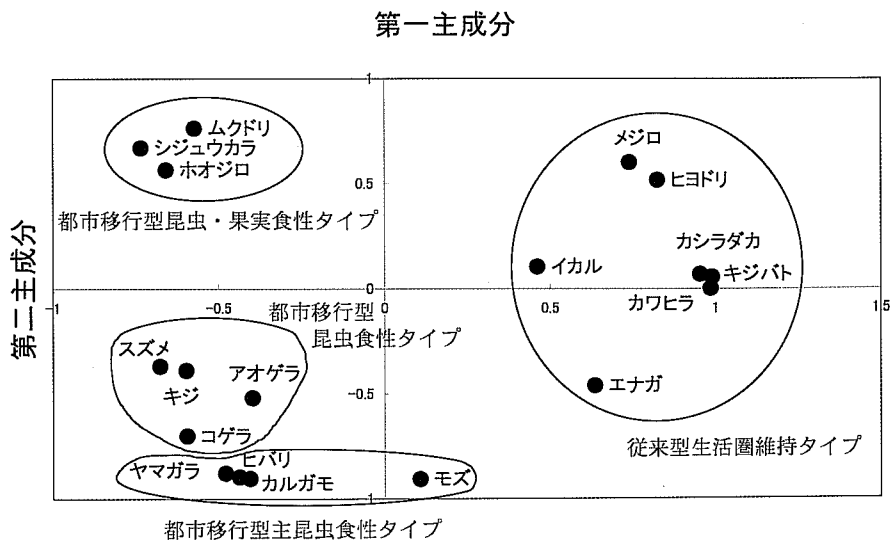 第一主成分
1
ムクドリ
シジュウカラ
ホオジロ
メジロ
ヒヨドリ
0.5
都市移行型昆虫・果実食性タイプ
第二主成分
カシラダカ
イカル
キジバト
カワヒラ
0
-1
-0.5
0
0.5
1
15
都市移行型
昆虫食性タイプ
スズメ
アオゲラ
キジ
エナガ
-0.5
コゲラ
従来型生活圏維持タイプ
ヤマガラ
ヒバリ
カルガモ
モズ
-1
都市移行型主昆虫食性タイプ